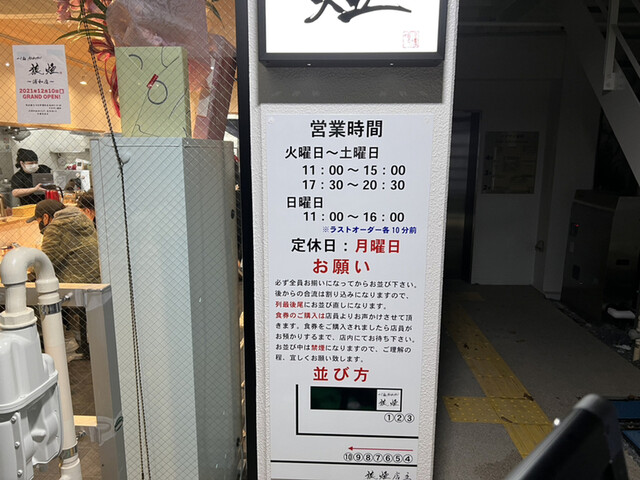 営業時間
火曜日～土曜日
11：00～15：00
17：30～20：30
日曜日
11：00～16：00
※ラストオーダー各10分前
定休日：月曜日
お願い
必ず全員お揃いになってからお並び下さい。
後からの合流は割り込みになりますので、
列最後尾にお並び直しになります。
食券のご購入は店員よりお声かけさせて頂
きます。食券をご購入されましたら店員が
お預かりするまで、店内にてお待ち下さい。
お並び中は禁煙になりますので、ご理解の
程、宜しくお願い致します。
並び方
①②③
⑩⑨⑧⑦⑥⑤④
店主
2021年12月10日
GRAND OPEN!